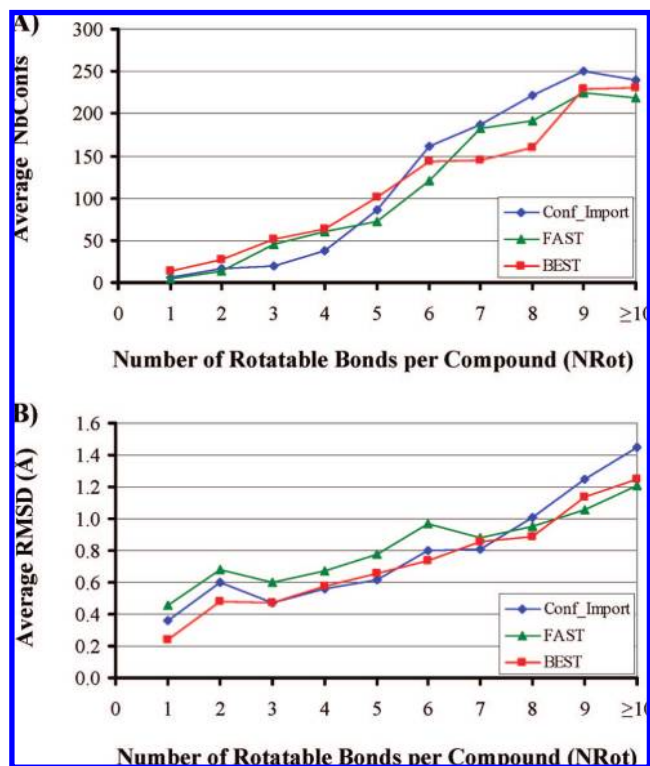 A)
300
250
200
150
100
50
0
Average NbConfs
Conf_Import
FAST
BEST
0 1 2 3 4 5 6 7 8 9 ≥10
Number of Rotatable Bonds per Compound (NRot)
B)
1.6
1.4
1.2
1.0
0.8
0.6
0.4
0.2
0.0
Average RMSD (A)
Conf_Import
FAST
BEST
0 1 2 3 4 5 6 7 8 9 ≥10
Number of Rotatable Bonds per Compound (NRot)